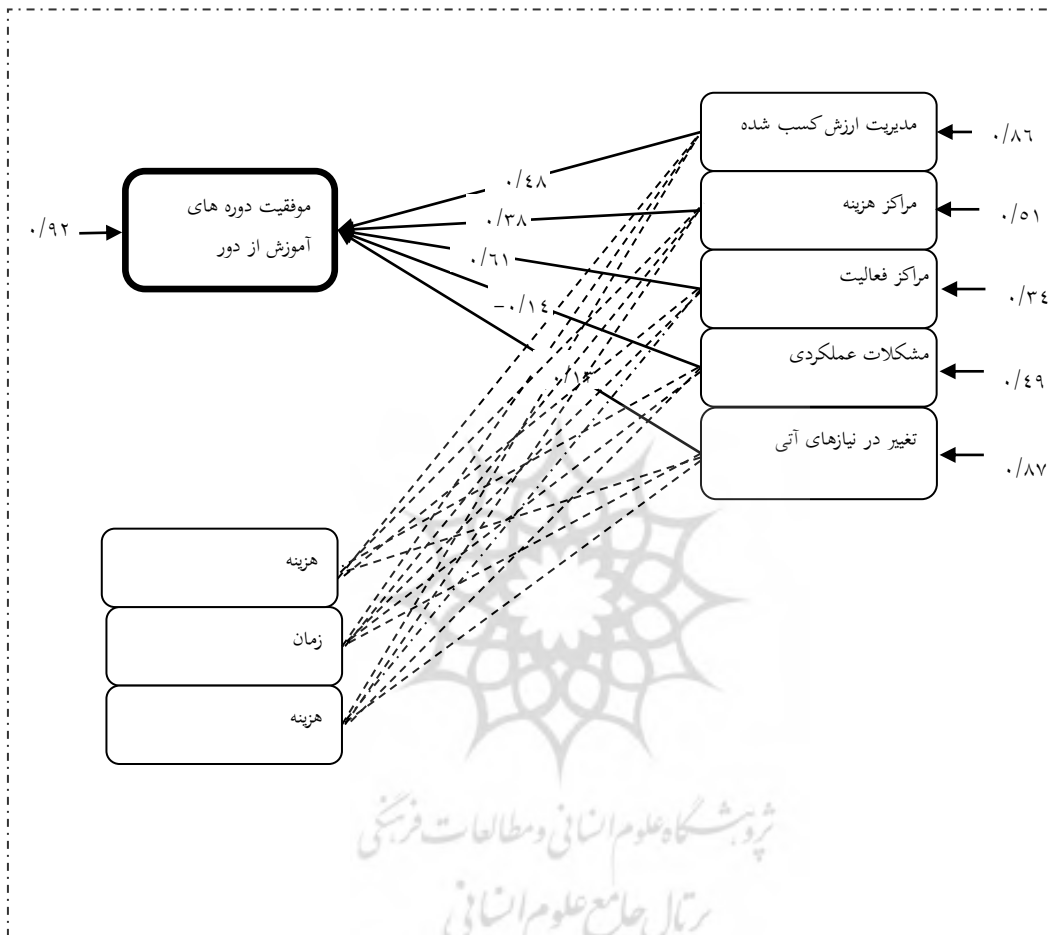 مدیریت ارزش کسب شده
۰/۸۶
۰/۴۸
موفقیت دوره های
آموزش از دور
۰/۹۲
مراکز هزینه
۰/۵۱
۰/۳۸
مراکز فعالیت
۰/۳۴
۰/۶۱
مشکلات عملکردی
۰/۴۹
-۰/۱۴
تغییر در نیازهای آتی
۰/۸۷
هزینه
زمان
هزینه
پژوهشگاه علوم انسانی و مطالعات فرهنگی
پرتال جامع علوم انسانی